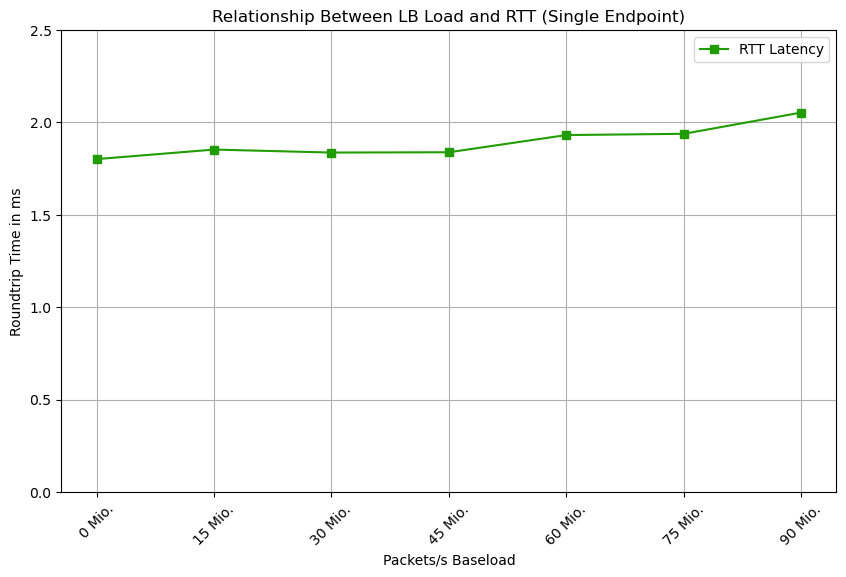 Relationship Between LB Load and RTT (Single Endpoint)
RTT Latency
Roundtrip Time in ms
2.5
2.0
1.5
1.0
0.5
0.0
0 Mio.
15 Mio.
30 Mio.
45 Mio.
60 Mio.
75 Mio.
90 Mio.
Packets/s Baseload